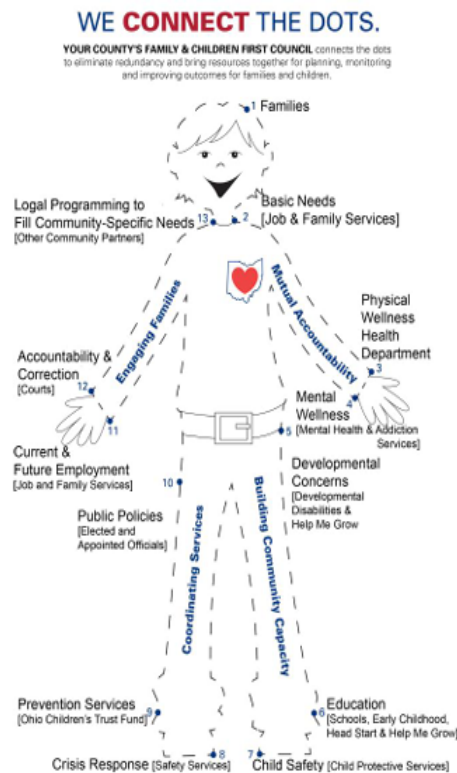 WE CONNECT THE DOTS.
YOUR COUNTY'S FAMILY & CHILDREN FIRST COUNCIL connects the dots
to eliminate redundancy and bring resources together for planning, monitoring
and improving outcomes for families and children.
1 Families
Legal Programming to
Fill Community-Specific Needs 13
[Other Community Partners]
2 Basic Needs
[Job & Family Services]
Engaging Families
Mutual Accountability
Physical
Wellness
Health
Department
3
Accountability &
Correction
[Courts]
12
4
Mental
Wellness
[Mental Health & Addiction
Services]
11
5
Current &
Future Employment
[Job and Family Services]
Developmental
Concerns
[Developmental
Disabilities &
Help Me Grow
10
Public Policies
[Elected and
Appointed Officials]
Coordinating Services
Building Community Capacity
Prevention Services
[Ohio Children's Trust Fund]
9
6
Education
[Schools, Early Childhood,
Head Start & Help Me Grow]
8
Crisis Response [Safety Services]
7
Child Safety [Child Protective Services]